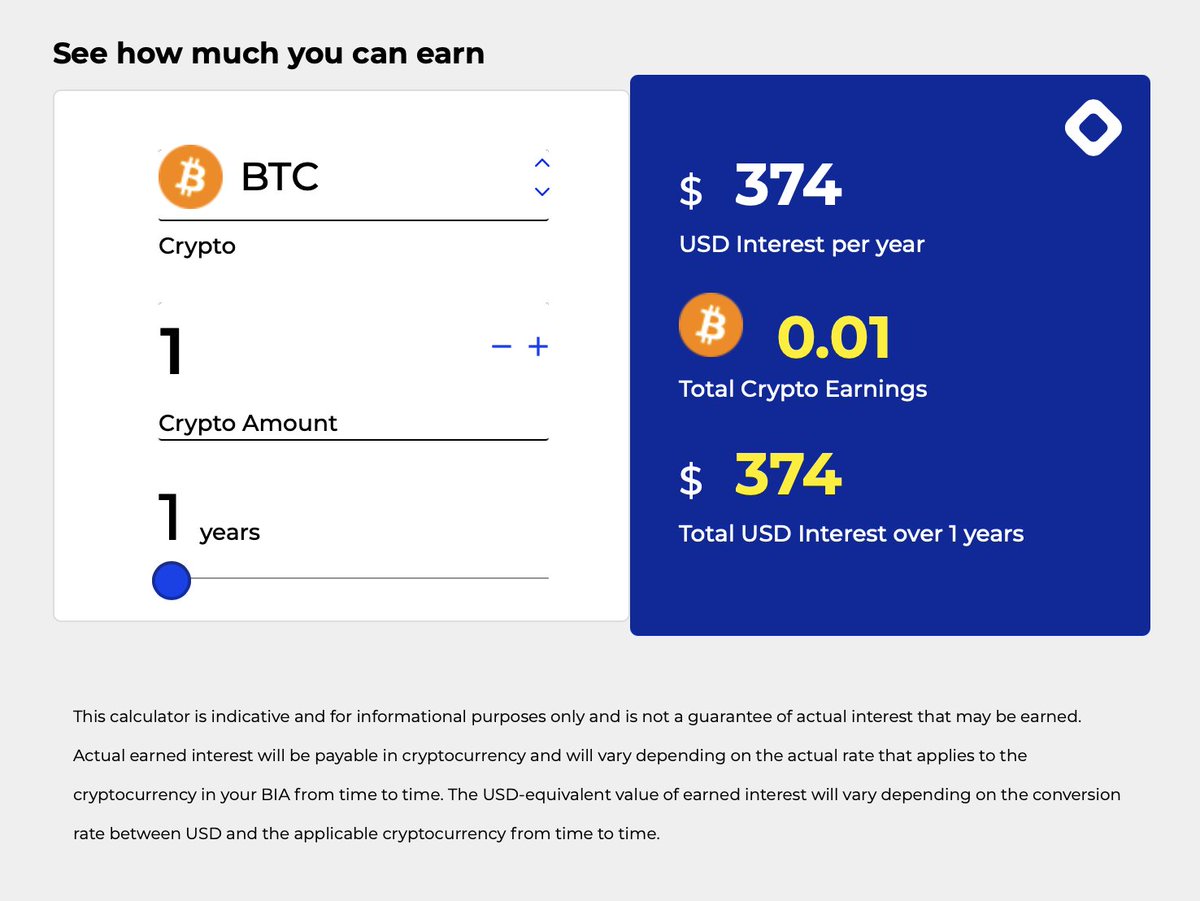 See how much you can earn
BTC
Crypto
1
Crypto Amount
1 years
$ 374
USD Interest per year
0.01
Total Crypto Earnings
$ 374
Total USD Interest over 1 years
This calculator is indicative and for informational purposes only and is not a guarantee of actual interest that may be earned.
Actual earned interest will be payable in cryptocurrency and will vary depending on the actual rate that applies to the
cryptocurrency in your BIA from time to time. The USD-equivalent value of earned interest will vary depending on the conversion
rate between USD and the applicable cryptocurrency from time to time.